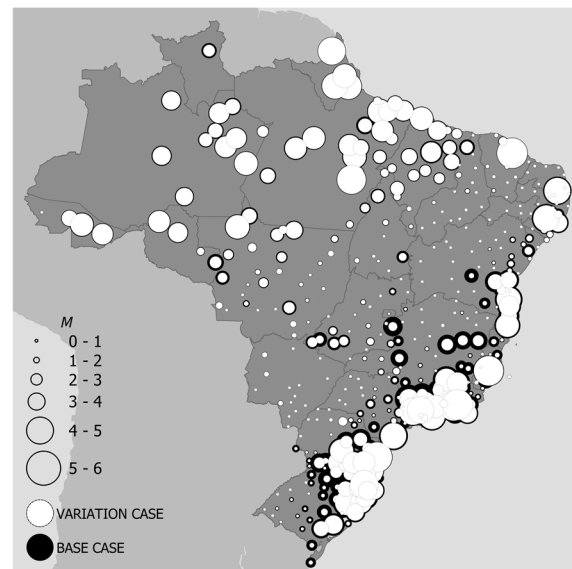 M
0 - 1
1 - 2
2 - 3
3 - 4
4 - 5
5 - 6
VARIATION CASE
BASE CASE